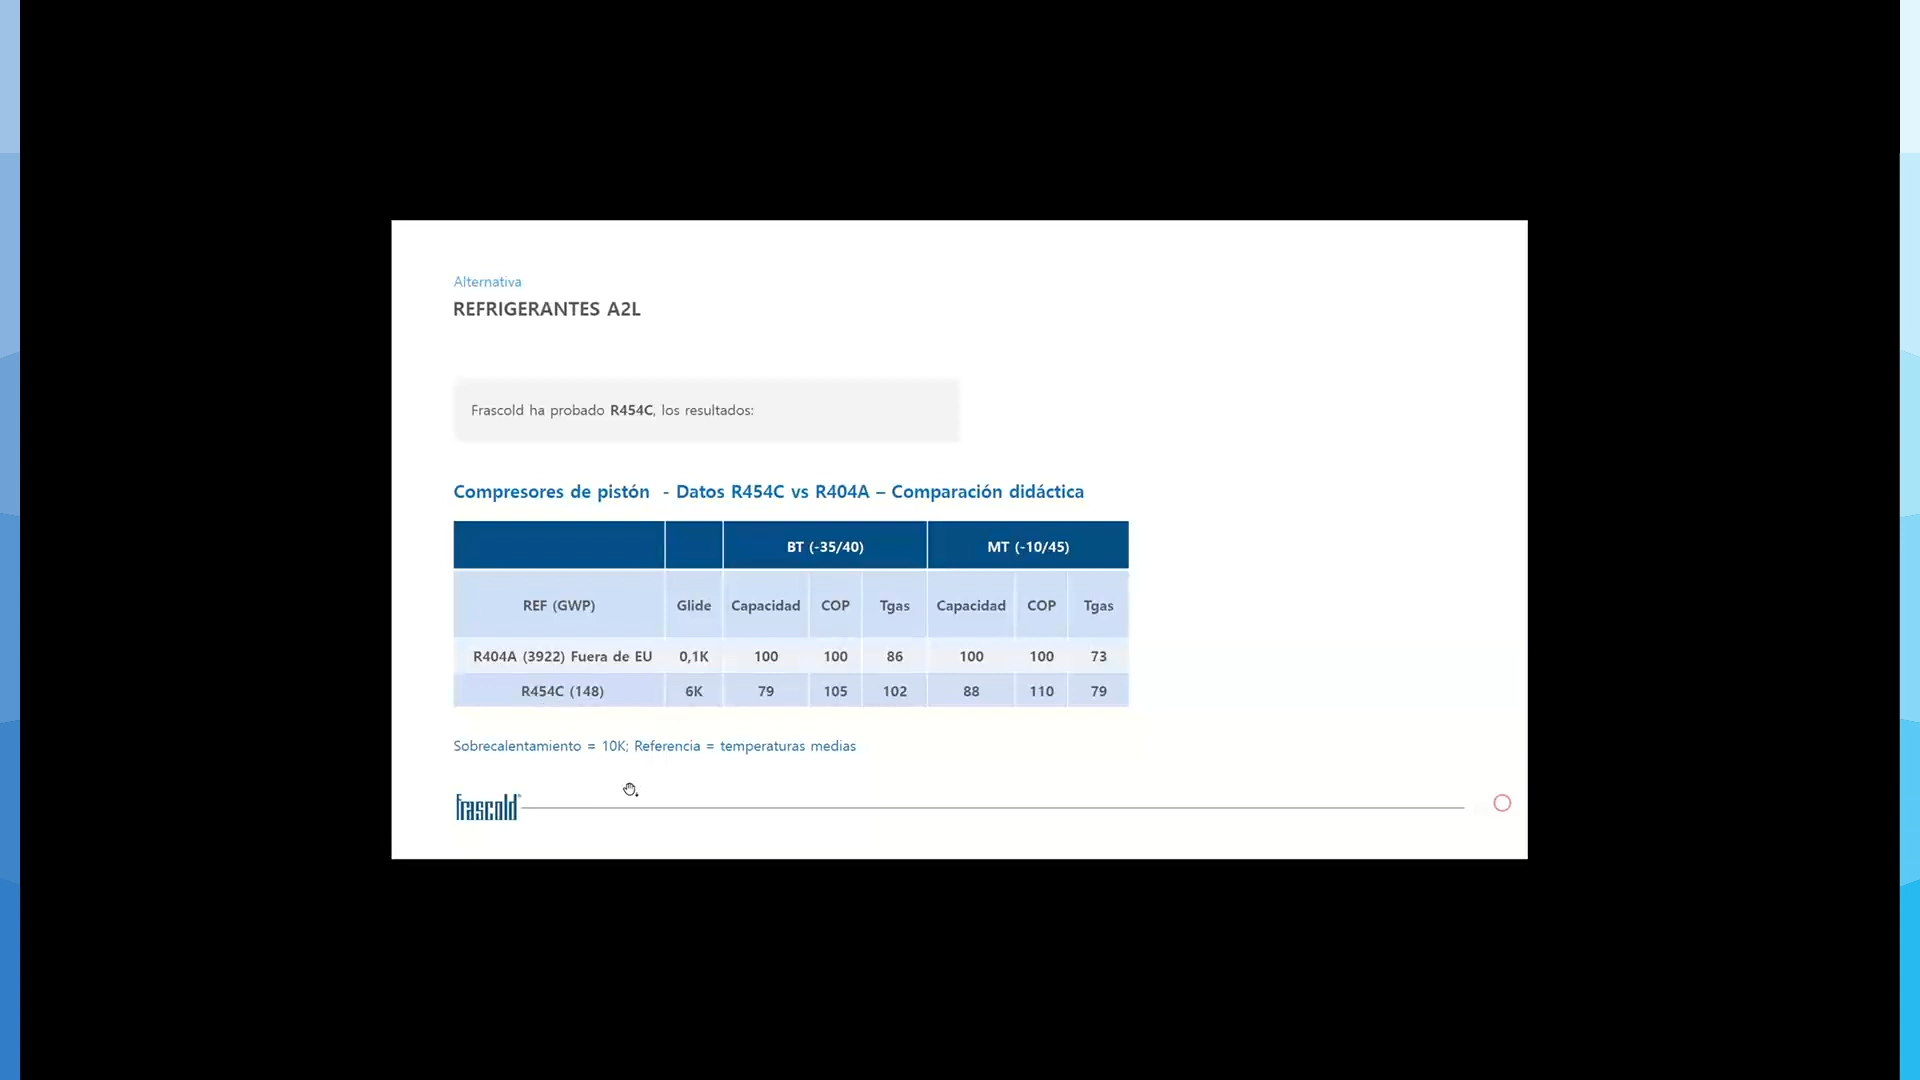 Alternativa
REFRIGERANTES A2L
Frascold ha probado R454C, los resultados:
Compresores de pistón - Datos R454C vs R404A – Comparación didáctica
BT (-35/40) MT (-10/45)
REF (GWP) Glide Capacidad COP Tgas Capacidad COP Tgas
R404A (3922) Fuera de EU 0,1K 100 100 86 100 100 73
R454C (148) 6K 79 105 102 88 110 79
Sobrecalentamiento = 10K; Referencia = temperaturas medias
frascold